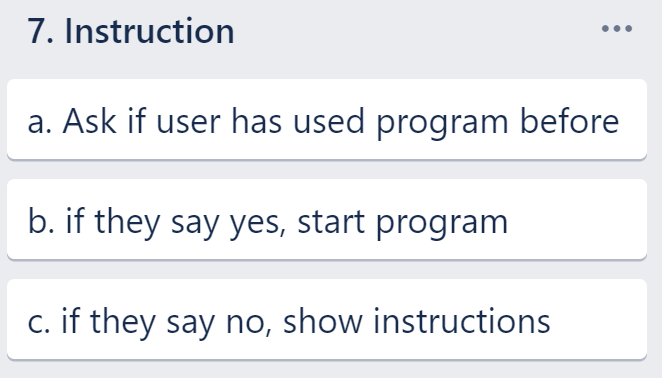 7. Instruction
a. Ask if user has used program before
b. if they say yes, start program
c. if they say no, show instructions